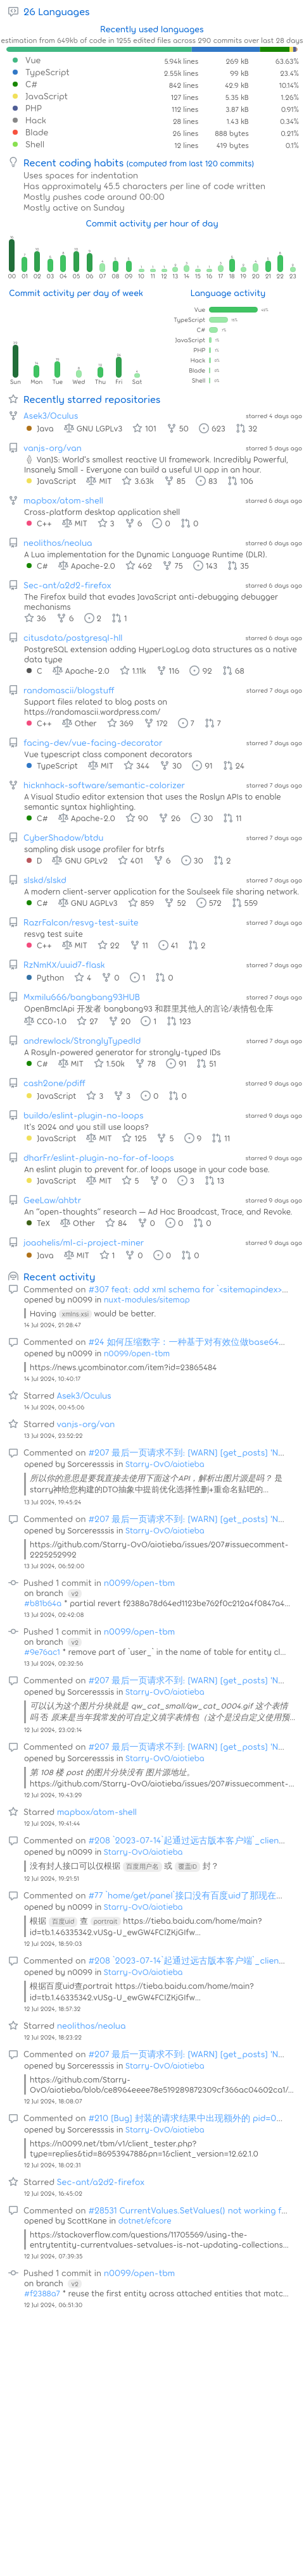 26 Languages
Recently used languages
estimation from 649kb of code in 1255 edited files across 290 commits over last 28 days
Vue 5.94k lines 269 kB 63.63%
TypeScript 2.55k lines 99 kB 23.4%
C# 842 lines 42.9 kB 10.14%
JavaScript 127 lines 5.35 kB 1.26%
PHP 112 lines 3.87 kB 0.91%
Hack 28 lines 1.43 kB 0.34%
Blade 26 lines 888 bytes 0.21%
Shell 12 lines 419 bytes 0.1%
Recent coding habits (computed from last 120 commits)
Uses spaces for indentation
Has approximately 45.5 characters per line of code written
Mostly pushes code around 00:00
Mostly active on Sunday
Commit activity per hour of day
00 01 02 03 04 05 06 07 08 09 10 11 12 13 14 15 16 17 18 19 20 21 22 23
Commit activity per day of week
Sun Mon Tue Wed Thu Fri Sat
Language activity
Vue
TypeScript
C#
JavaScript
PHP
Hack
Blade
Shell
Recently starred repositories
Asek3/Oculus starred 4 days ago
Java GNU LGPLv3 101 50 623 32
vanjs-org/van starred 5 days ago
VanJS: World's smallest reactive UI framework. Incredibly Powerful,
Insanely Small - Everyone can build a useful UI app in an hour.
JavaScript MIT 3.63k 85 83 106
mapbox/atom-shell starred 6 days ago
Cross-platform desktop application shell
C++ MIT 3 6 0 0
neolithos/neolua starred 6 days ago
A Lua implementation for the Dynamic Language Runtime (DLR).
C# Apache-2.0 462 75 143 35
Sec-ant/a2d2-firefox starred 6 days ago
The Firefox build that evades JavaScript anti-debugging debugger
mechanisms
36 6 2 1
citusdata/postgresql-hll starred 7 days ago
PostgreSQL extension adding HyperLogLog data structures as a native
data type
C Apache-2.0 1.11k 116 92 68
randomascii/blogstuff starred 7 days ago
Support files related to blog posts on
https://randomascii.wordpress.com/
C++ Other 369 172 7 7
facing-dev/vue-facing-decorator starred 7 days ago
Vue typescript class component decorators
TypeScript MIT 344 30 91 24
hicknhack-software/semantic-colorizer starred 7 days ago
A Visual Studio editor extension that uses the Roslyn APIs to enable
semantic syntax highlighting.
C# Apache-2.0 90 26 30 11
CyberShadow/btdu starred 7 days ago
sampling disk usage profiler for btrfs
D GNU GPLv2 401 6 30 2
slskd/slskd starred 7 days ago
A modern client-server application for the Soulseek file sharing network.
C# GNU AGPLv3 859 52 572 559
RazrFalcon/resvg-test-suite starred 7 days ago
resvg test suite
C++ MIT 22 11 41 2
RzNmKX/uuid7-flask starred 7 days ago
Python 4 0 1 0
Mxmilu666/bangbang93HUB starred 7 days ago
OpenBmclApi 开发者 bangbang93 和群里其他人的言论/表情包仓库
CC0-1.0 27 20 1 123
andrewlock/StronglyTypedId starred 7 days ago
A Rosyln-powered generator for strongly-typed IDs
C# MIT 1.50k 78 91 51
cash2one/pdiff starred 9 days ago
JavaScript 3 3 0 0
buildo/eslint-plugin-no-loops starred 9 days ago
It's 2024 and you still use loops?
JavaScript MIT 125 5 9 11
dharFr/eslint-plugin-no-for-of-loops starred 9 days ago
An eslint plugin to prevent for..of loops usage in your code base.
JavaScript MIT 5 0 3 13
GeeLaw/ahbtr starred 9 days ago
An "open-thoughts" research — Ad Hoc Broadcast, Trace, and Revoke.
TeX Other 84 0 0 0
joaohelis/ml-ci-project-miner starred 9 days ago
Java MIT 1 0 0 0
Recent activity
Commented on #307 feat: add xml schema for `<sitemapindex>...
opened by n0099 in nuxt-modules/sitemap
Having xmlns:xsi would be better.
14 Jul 2024, 21:28:47
Commented on #24 如何压缩数字：一种基于对有效位做base64...
opened by n0099 in n0099/open-tbm
https://news.ycombinator.com/item?id=23865484
14 Jul 2024, 10:40:17
Starred Asek3/Oculus
14 Jul 2024, 00:45:06
Starred vanjs-org/van
13 Jul 2024, 23:52:22
Commented on #207 最后一页请求不到: [WARN] [get_posts] 'N...
opened by Sorceresssis in Starry-OvO/aiotieba
所以你的意思是要我直接去使用下面这个API，解析出图片源是吗？ 是
starry神给您构建的DTO抽象中提前优化选择性删+重命名贴吧的...
13 Jul 2024, 19:45:24
Commented on #207 最后一页请求不到: [WARN] [get_posts] 'N...
opened by Sorceresssis in Starry-OvO/aiotieba
https://github.com/Starry-OvO/aiotieba/issues/207#issuecomment-
2225252992
13 Jul 2024, 06:52:00
Pushed 1 commit in n0099/open-tbm
on branch v2
#b81b64a * partial revert f2388a78d64ed1123be762f0c212a4f0847a4...
13 Jul 2024, 02:42:08
Pushed 1 commit in n0099/open-tbm
on branch v2
#9e76ac1 * remove part of `user_` in the name of table for entity cl...
13 Jul 2024, 02:32:56
Commented on #207 最后一页请求不到: [WARN] [get_posts] 'N...
opened by Sorceresssis in Starry-OvO/aiotieba
可以认为这个图片分块就是 qw_cat_small/qw_cat_0004.gif 这个表情
吗 否 原来是当年我常发的可自定义填字表情包（这个是没自定义使用预...
12 Jul 2024, 23:02:14
Commented on #207 最后一页请求不到: [WARN] [get_posts] 'N...
opened by Sorceresssis in Starry-OvO/aiotieba
第 108 楼 post 的图片分块没有 图片源地址。
https://github.com/Starry-OvO/aiotieba/issues/207#issuecomment-...
12 Jul 2024, 19:43:29
Starred mapbox/atom-shell
12 Jul 2024, 19:41:44
Commented on #208 `2023-07-14`起通过远古版本客户端`_clien...
opened by n0099 in Starry-OvO/aiotieba
没有封人接口可以仅根据 百度用户名 或 覆盖ID 封？
12 Jul 2024, 19:21:51
Commented on #77 `home/get/panel`接口没有百度uid了那现在...
opened by n0099 in Starry-OvO/aiotieba
根据 百度uid 查 portrait https://tieba.baidu.com/home/main?
id=tb.1.46335342.vUSg-U_ewGW4FCIZKjGIfw...
12 Jul 2024, 18:59:03
Commented on #208 `2023-07-14`起通过远古版本客户端`_clien...
opened by n0099 in Starry-OvO/aiotieba
根据百度uid查portrait https://tieba.baidu.com/home/main?
id=tb.1.46335342.vUSg-U_ewGW4FCIZKjGIfw...
12 Jul 2024, 18:57:32
Starred neolithos/neolua
12 Jul 2024, 18:23:22
Commented on #207 最后一页请求不到: [WARN] [get_posts] 'N...
opened by Sorceresssis in Starry-OvO/aiotieba
https://github.com/Starry-
OvO/aiotieba/blob/ce8964eeee78e519289872309cf366ac04602ca1/...
12 Jul 2024, 18:08:07
Commented on #210 [Bug] 封装的请求结果中出现额外的 pid=0...
opened by Sorceresssis in Starry-OvO/aiotieba
https://n0099.net/tbm/v1/client_tester.php?
type=replies&tid=8695394788&pn=16client_version=12.62.1.0
12 Jul 2024, 18:02:31
Starred Sec-ant/a2d2-firefox
12 Jul 2024, 16:45:02
Commented on #28531 CurrentValues.SetValues() not working f...
opened by ScottKane in dotnet/efcore
https://stackoverflow.com/questions/11705569/using-the-
entrytentity-currentvalues-setvalues-is-not-updating-collections...
12 Jul 2024, 07:39:35
Pushed 1 commit in n0099/open-tbm
on branch v2
#f2388a7 * reuse the first entity across attached entities that matc...
12 Jul 2024, 06:51:30